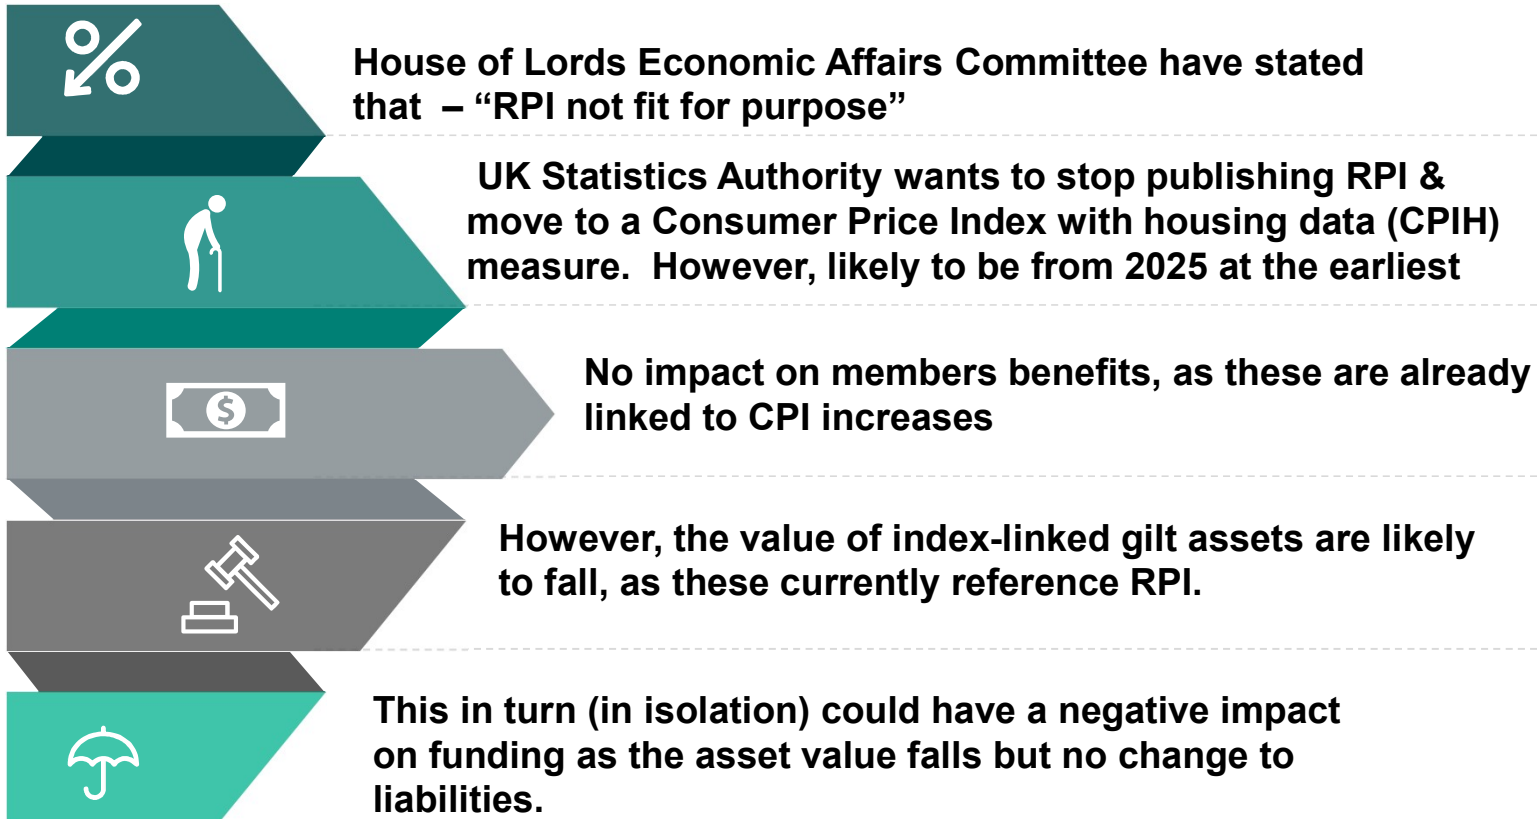 House of Lords Economic Affairs Committee have stated
that – “RPI not fit for purpose”
UK Statistics Authority wants to stop publishing RPI &
move to a Consumer Price Index with housing data (CPIH)
measure. However, likely to be from 2025 at the earliest
No impact on members benefits, as these are already
linked to CPI increases
However, the value of index-linked gilt assets are likely
to fall, as these currently reference RPI.
This in turn (in isolation) could have a negative impact
on funding as the asset value falls but no change to
liabilities.